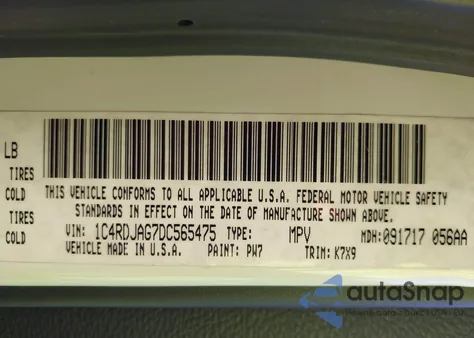 LB
TIRES
COLD
TIRES
COLD
THIS VEHICLE CONFORMS TO ALL APPLICABLE U.S.A. FEDERAL MOTOR VEHICLE SAFETY
STANDARDS IN EFFECT ON THE DATE OF MANUFACTURE SHOWN ABOVE.
VIN: 1C4RDJAG7DC565475 TYPE: MPV MDH:091717 056AA
VEHICLE MADE IN U.S.A. PAINT: PW7 TRIM: K7X9
autoSnap